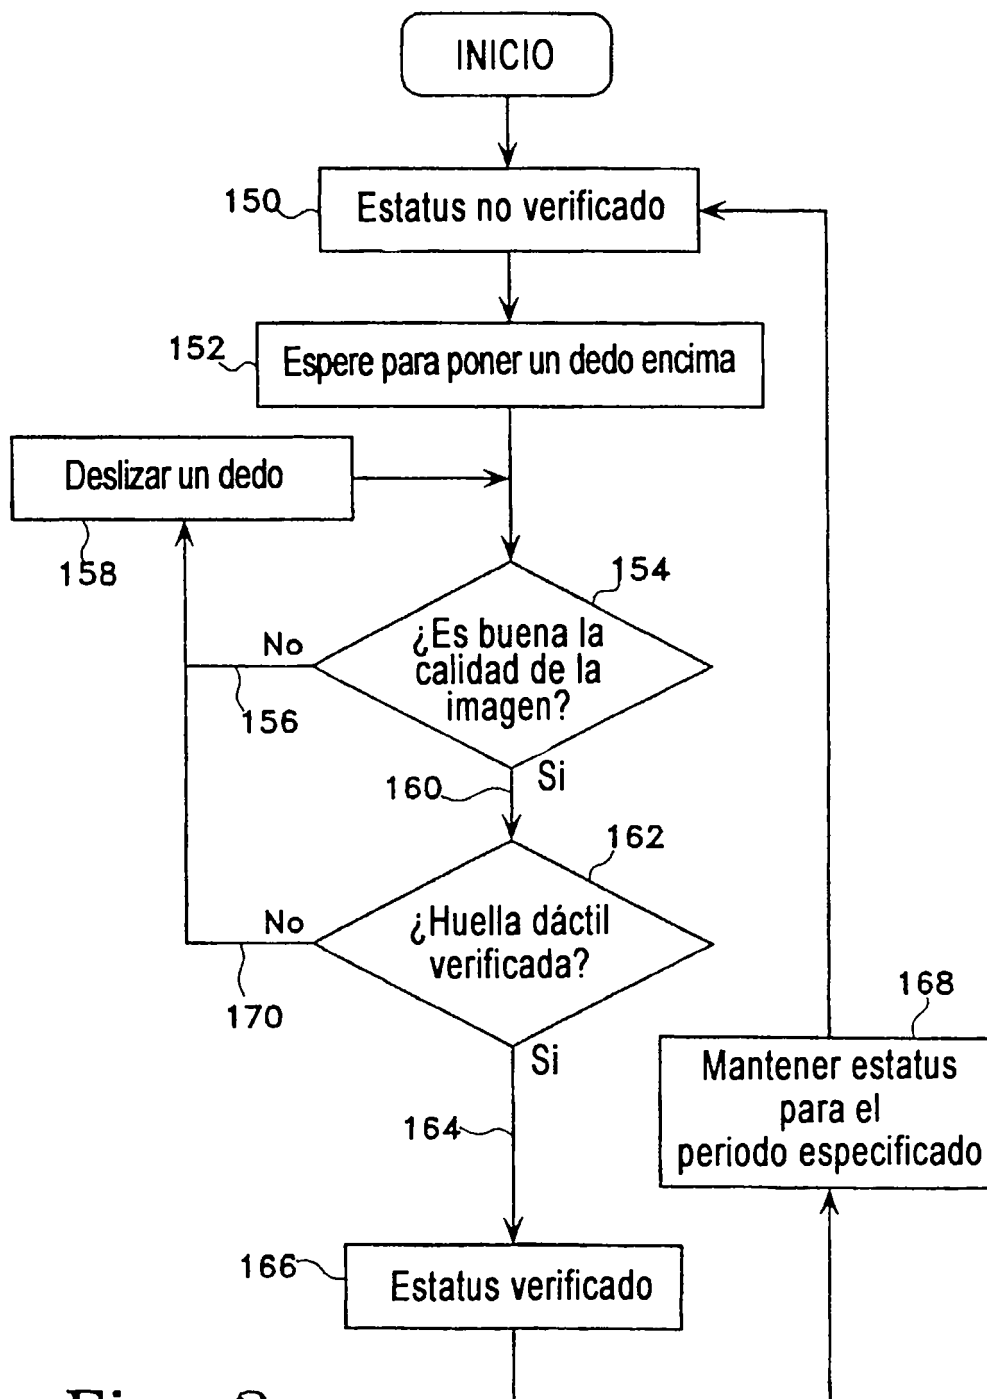 INICIO
150
Estatus no verificado
152
Espere para poner un dedo encima
Deslizar un dedo
158
154
¿Es buena la
calidad de la
imagen?
No
156
Si
160
162
¿Huella dáctil
verificada?
No
170
Si
164
168
Mantener estatus
para el
periodo especificado
166
Estatus verificado